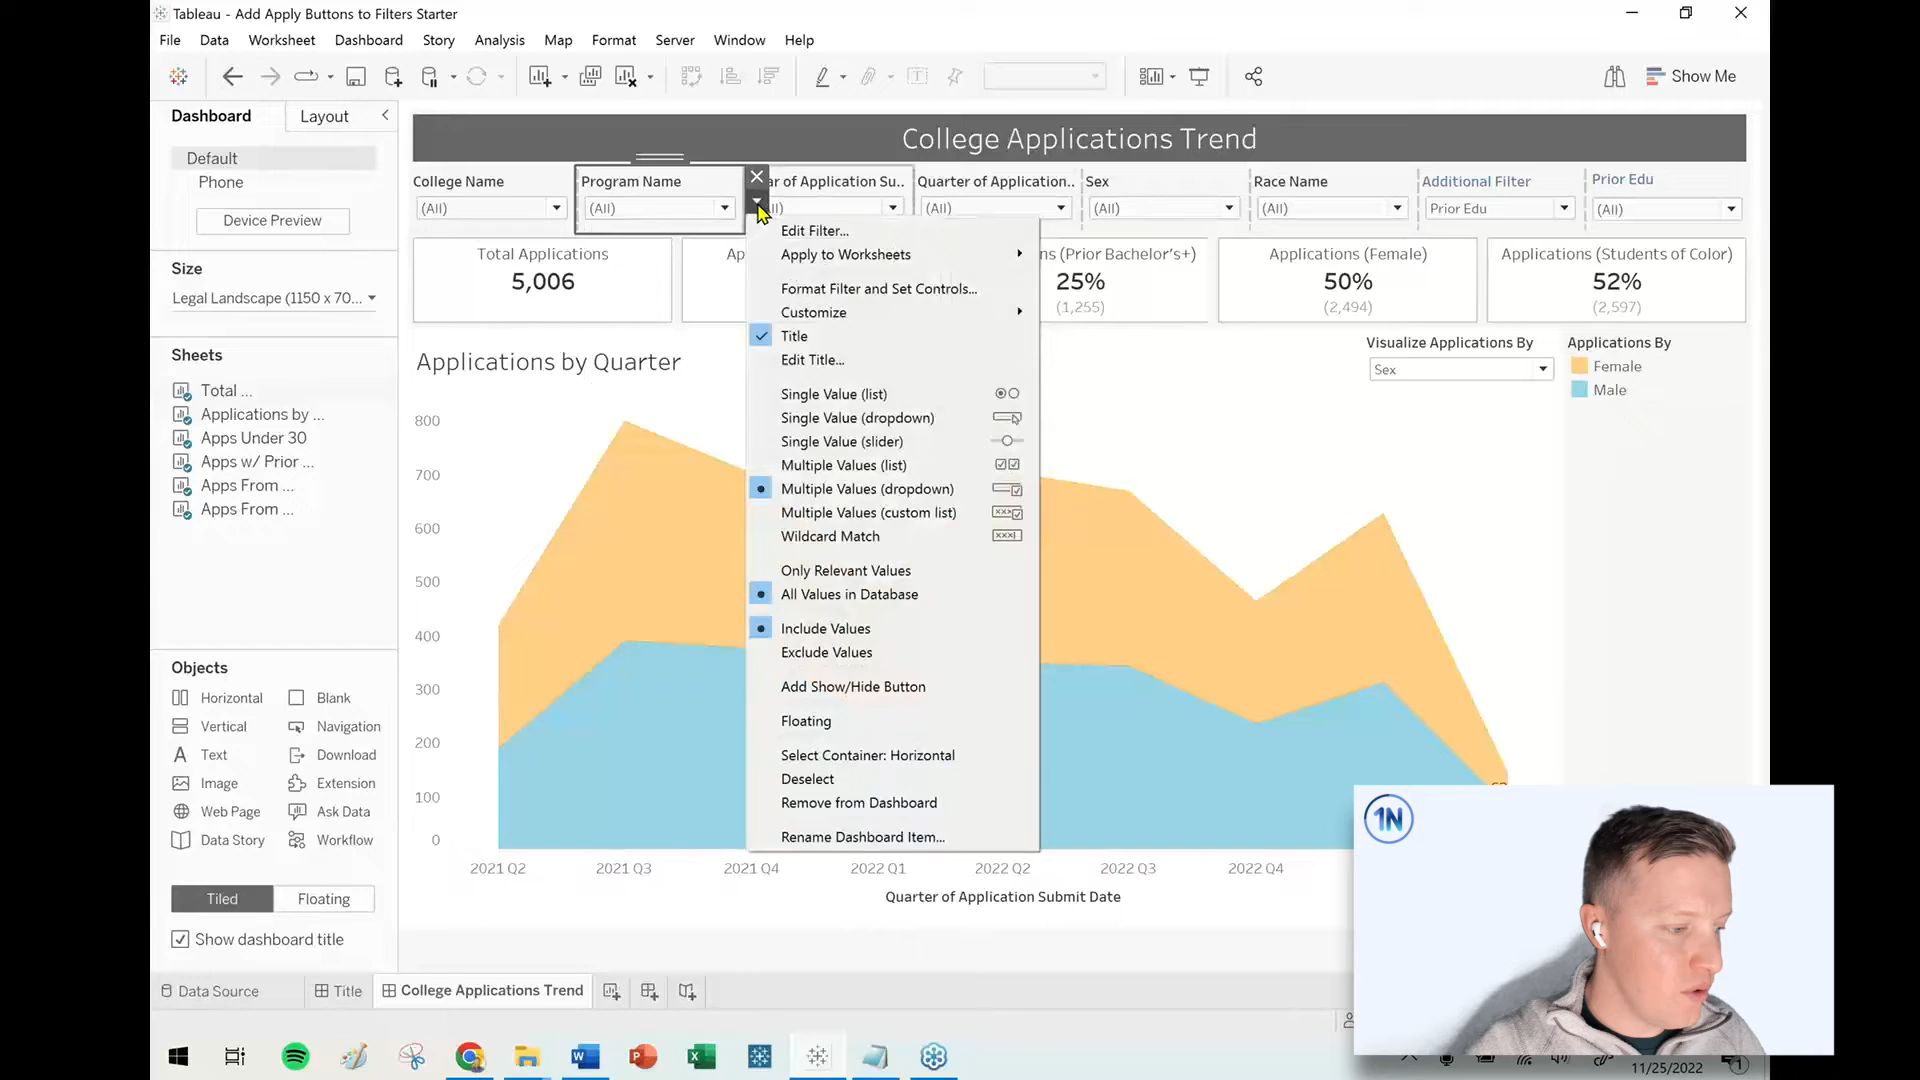 Tableau - Add Apply Buttons to Filters Starter
File Data Worksheet Dashboard Story Analysis Map Format Server Window Help
Show Me
Dashboard Layout
Default
Phone
Device Preview
Size
Legal Landscape (1150 x 70...
Sheets
Total ...
Applications by ...
Apps Under 30
Apps w/ Prior ...
Apps From ...
Apps From ...
Objects
Horizontal Blank
Vertical Navigation
Text Download
Image Extension
Web Page Ask Data
Data Story Workflow
Tiled Floating
Show dashboard title
College Applications Trend
College Name Program Name ar of Application Su.. Quarter of Application.. Sex Race Name Additional Filter Prior Edu
(All) (All) (All) (All) (All) Prior Edu (All)
Total Applications
5,006
Ap
ns (Prior Bachelor's+)
25%
(1,255)
Applications (Female)
50%
(2,494)
Applications (Students of Color)
52%
(2,597)
Applications by Quarter
Visualize Applications By
Sex
Applications By
Female
Male
Edit Filter...
Apply to Worksheets
Format Filter and Set Controls...
Customize
Title
Edit Title...
Single Value (list)
Single Value (dropdown)
Single Value (slider)
Multiple Values (list)
Multiple Values (dropdown)
Multiple Values (custom list)
Wildcard Match
Only Relevant Values
All Values in Database
Include Values
Exclude Values
Add Show/Hide Button
Floating
Select Container: Horizontal
Deselect
Remove from Dashboard
Rename Dashboard Item...
800
700
600
500
400
300
200
100
0
2021 Q2 2021 Q3 2021 Q4 2022 Q1 2022 Q2 2022 Q3 2022 Q4
Quarter of Application Submit Date
1N
Data Source Title College Applications Trend
11/25/2022
1